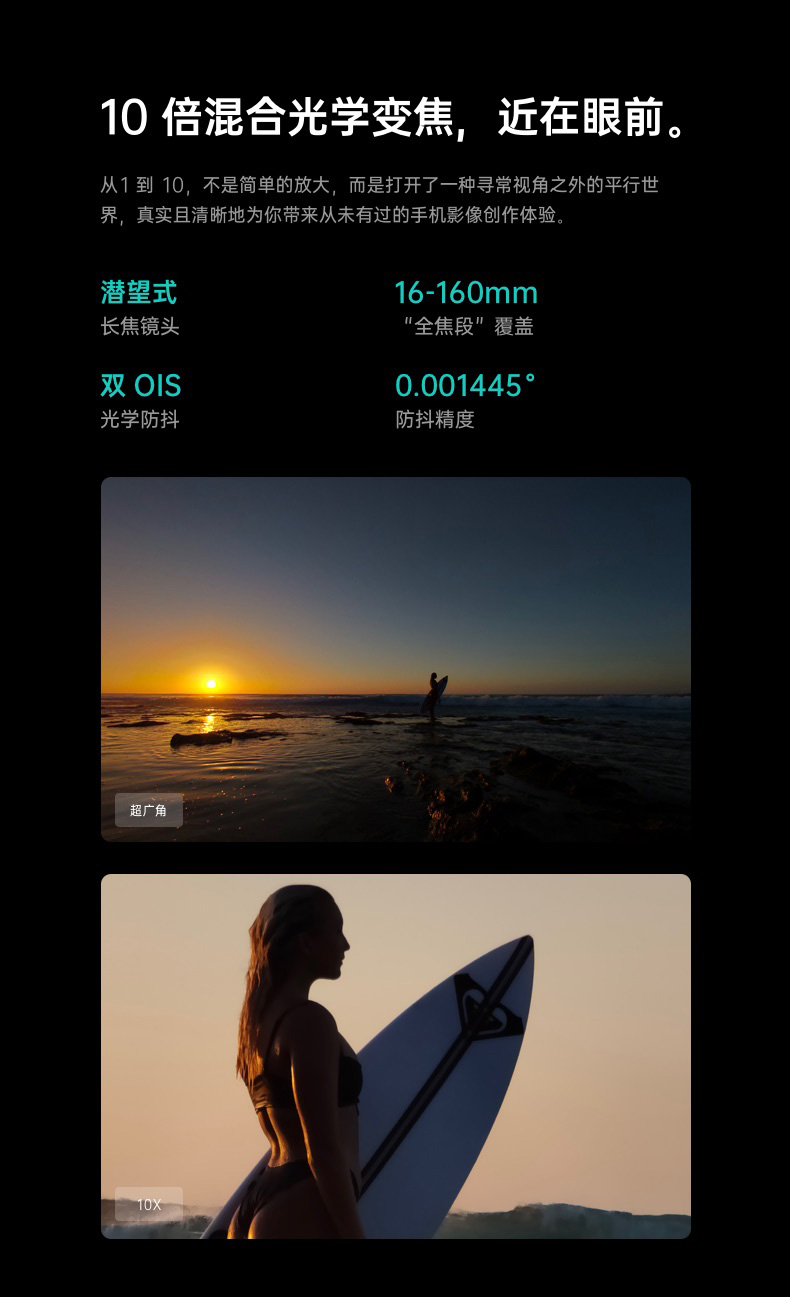 10 倍混合光学变焦，近在眼前。
从1 到 10，不是简单的放大，而是打开了一种寻常视角之外的平行世
界，真实且清晰地为你带来从未有过的手机影像创作体验。
潜望式
长焦镜头
16-160mm
“全焦段”覆盖
双 OIS
光学防抖
0.001445°
防抖精度
超广角
10X